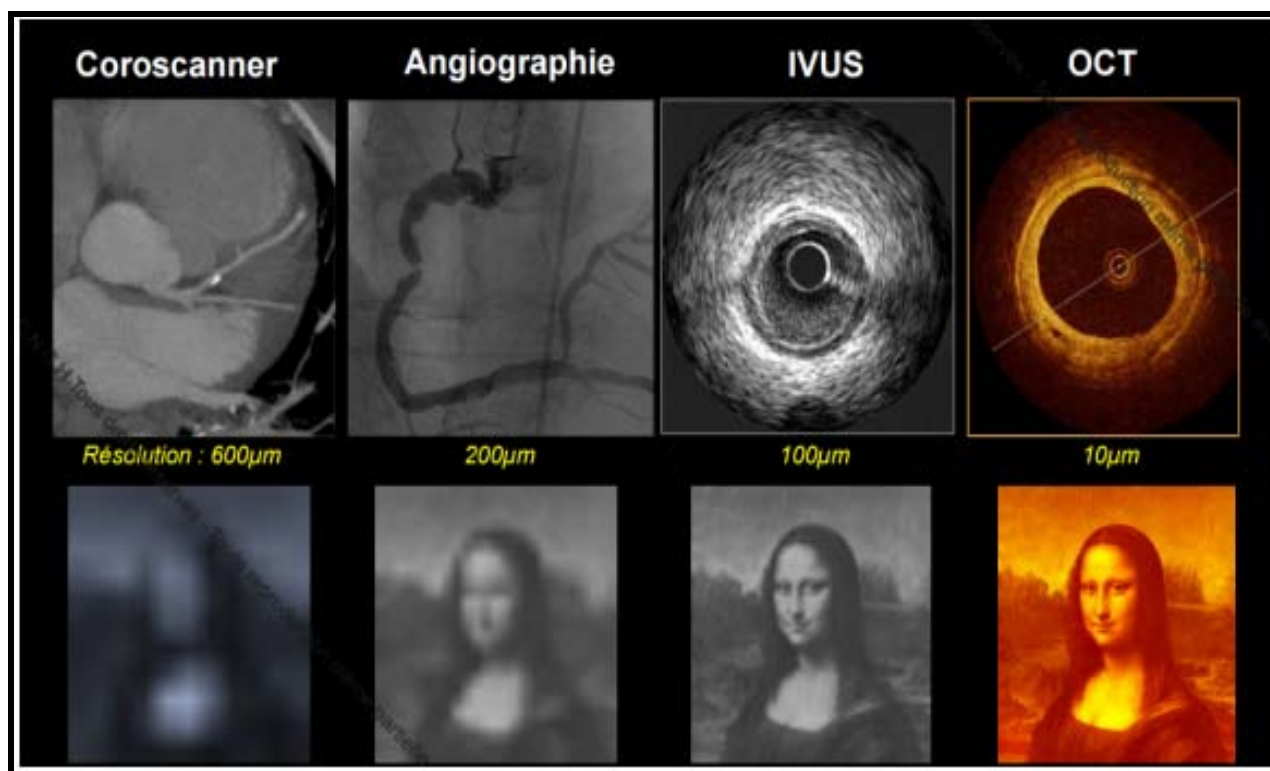 Coroscanner
Angiographie
IVUS
OCT
Résolution : 600µm
200µm
100µm
10µm